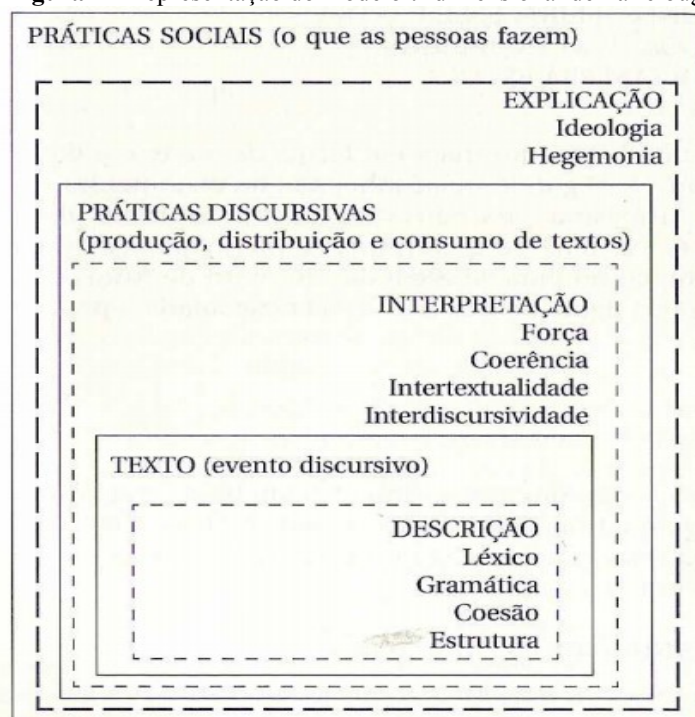 PRÁTICAS SOCIAIS (o que as pessoas fazem)
EXPLICAÇÃO
Ideologia
Hegemonia
PRÁTICAS DISCURSIVAS
(produção, distribuição e consumo de textos)
INTERPRETAÇÃO
Força
Coerência
Intertextualidade
Interdiscursividade
TEXTO (evento discursivo)
DESCRIÇÃO
Léxico
Gramática
Coesão
Estrutura